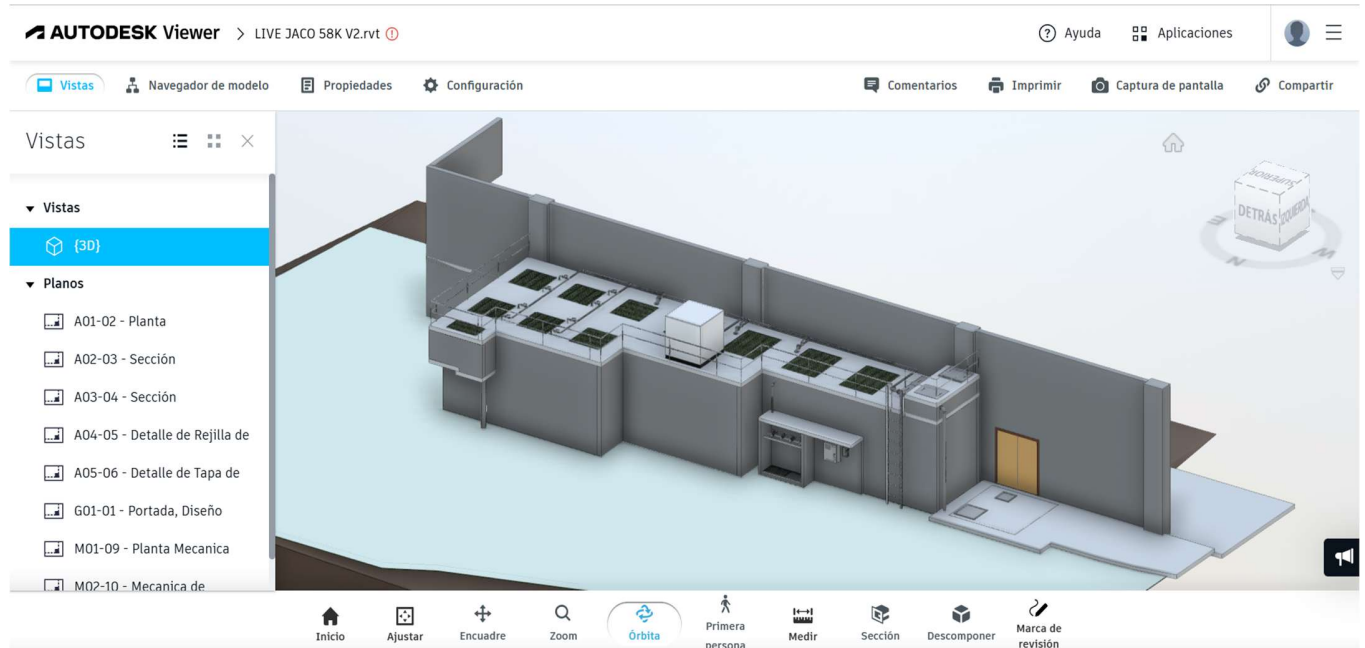 AUTODESK Viewer > LIVE JACO 58K V2.rvt
Ayuda
Aplicaciones
Vistas
Navegador de modelo
Propiedades
Configuración
Comentarios
Imprimir
Captura de pantalla
Compartir
Vistas
Vistas
{3D}
Planos
A01-02 - Planta
A02-03 - Sección
A03-04 - Sección
A04-05 - Detalle de Rejilla de
A05-06 - Detalle de Tapa de
G01-01 - Portada, Diseño
M01-09 - Planta Mecanica
M02-10 - Mecanica de
SUPERIOR
DETRÁS
IZQUIERDA
E
N
Inicio
Ajustar
Encuadre
Zoom
Órbita
Primera
persona
Medir
Sección
Descomponer
Marca de
revisión